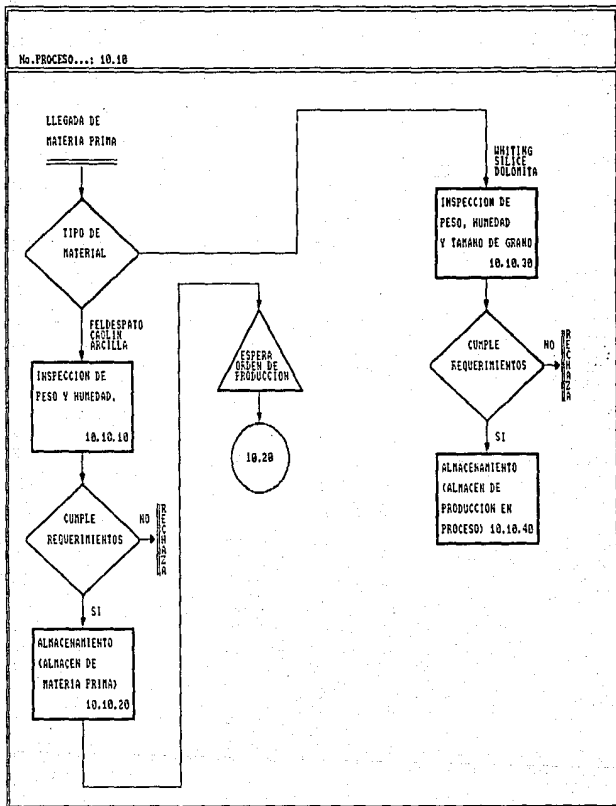 No.PROCESO...: 10.10
LLEGADA DE
MATERIA PRIMA
TIPO DE
MATERIAL
FELDESPATO
CAOLIN
ARCILLA
INSPECCION DE
PESO Y HUMEDAD.
10.10.10
CUMPLE
REQUERIMIENTOS
NO
RECHAZA
SI
ALMACENAMIENTO
(ALMACEN DE
MATERIA PRIMA)
10.10.20
ESPERA
ORDEN DE
PRODUCCION
10.20
WHITING
SILICE
DOLOMITA
INSPECCION DE
PESO, HUMEDAD
Y TAMANO DE GRANO
10.10.30
CUMPLE
REQUERIMIENTOS
NO
RECHAZA
SI
ALMACENAMIENTO
(ALMACEN DE
PRODUCCION EN
PROCESO) 10.10.40